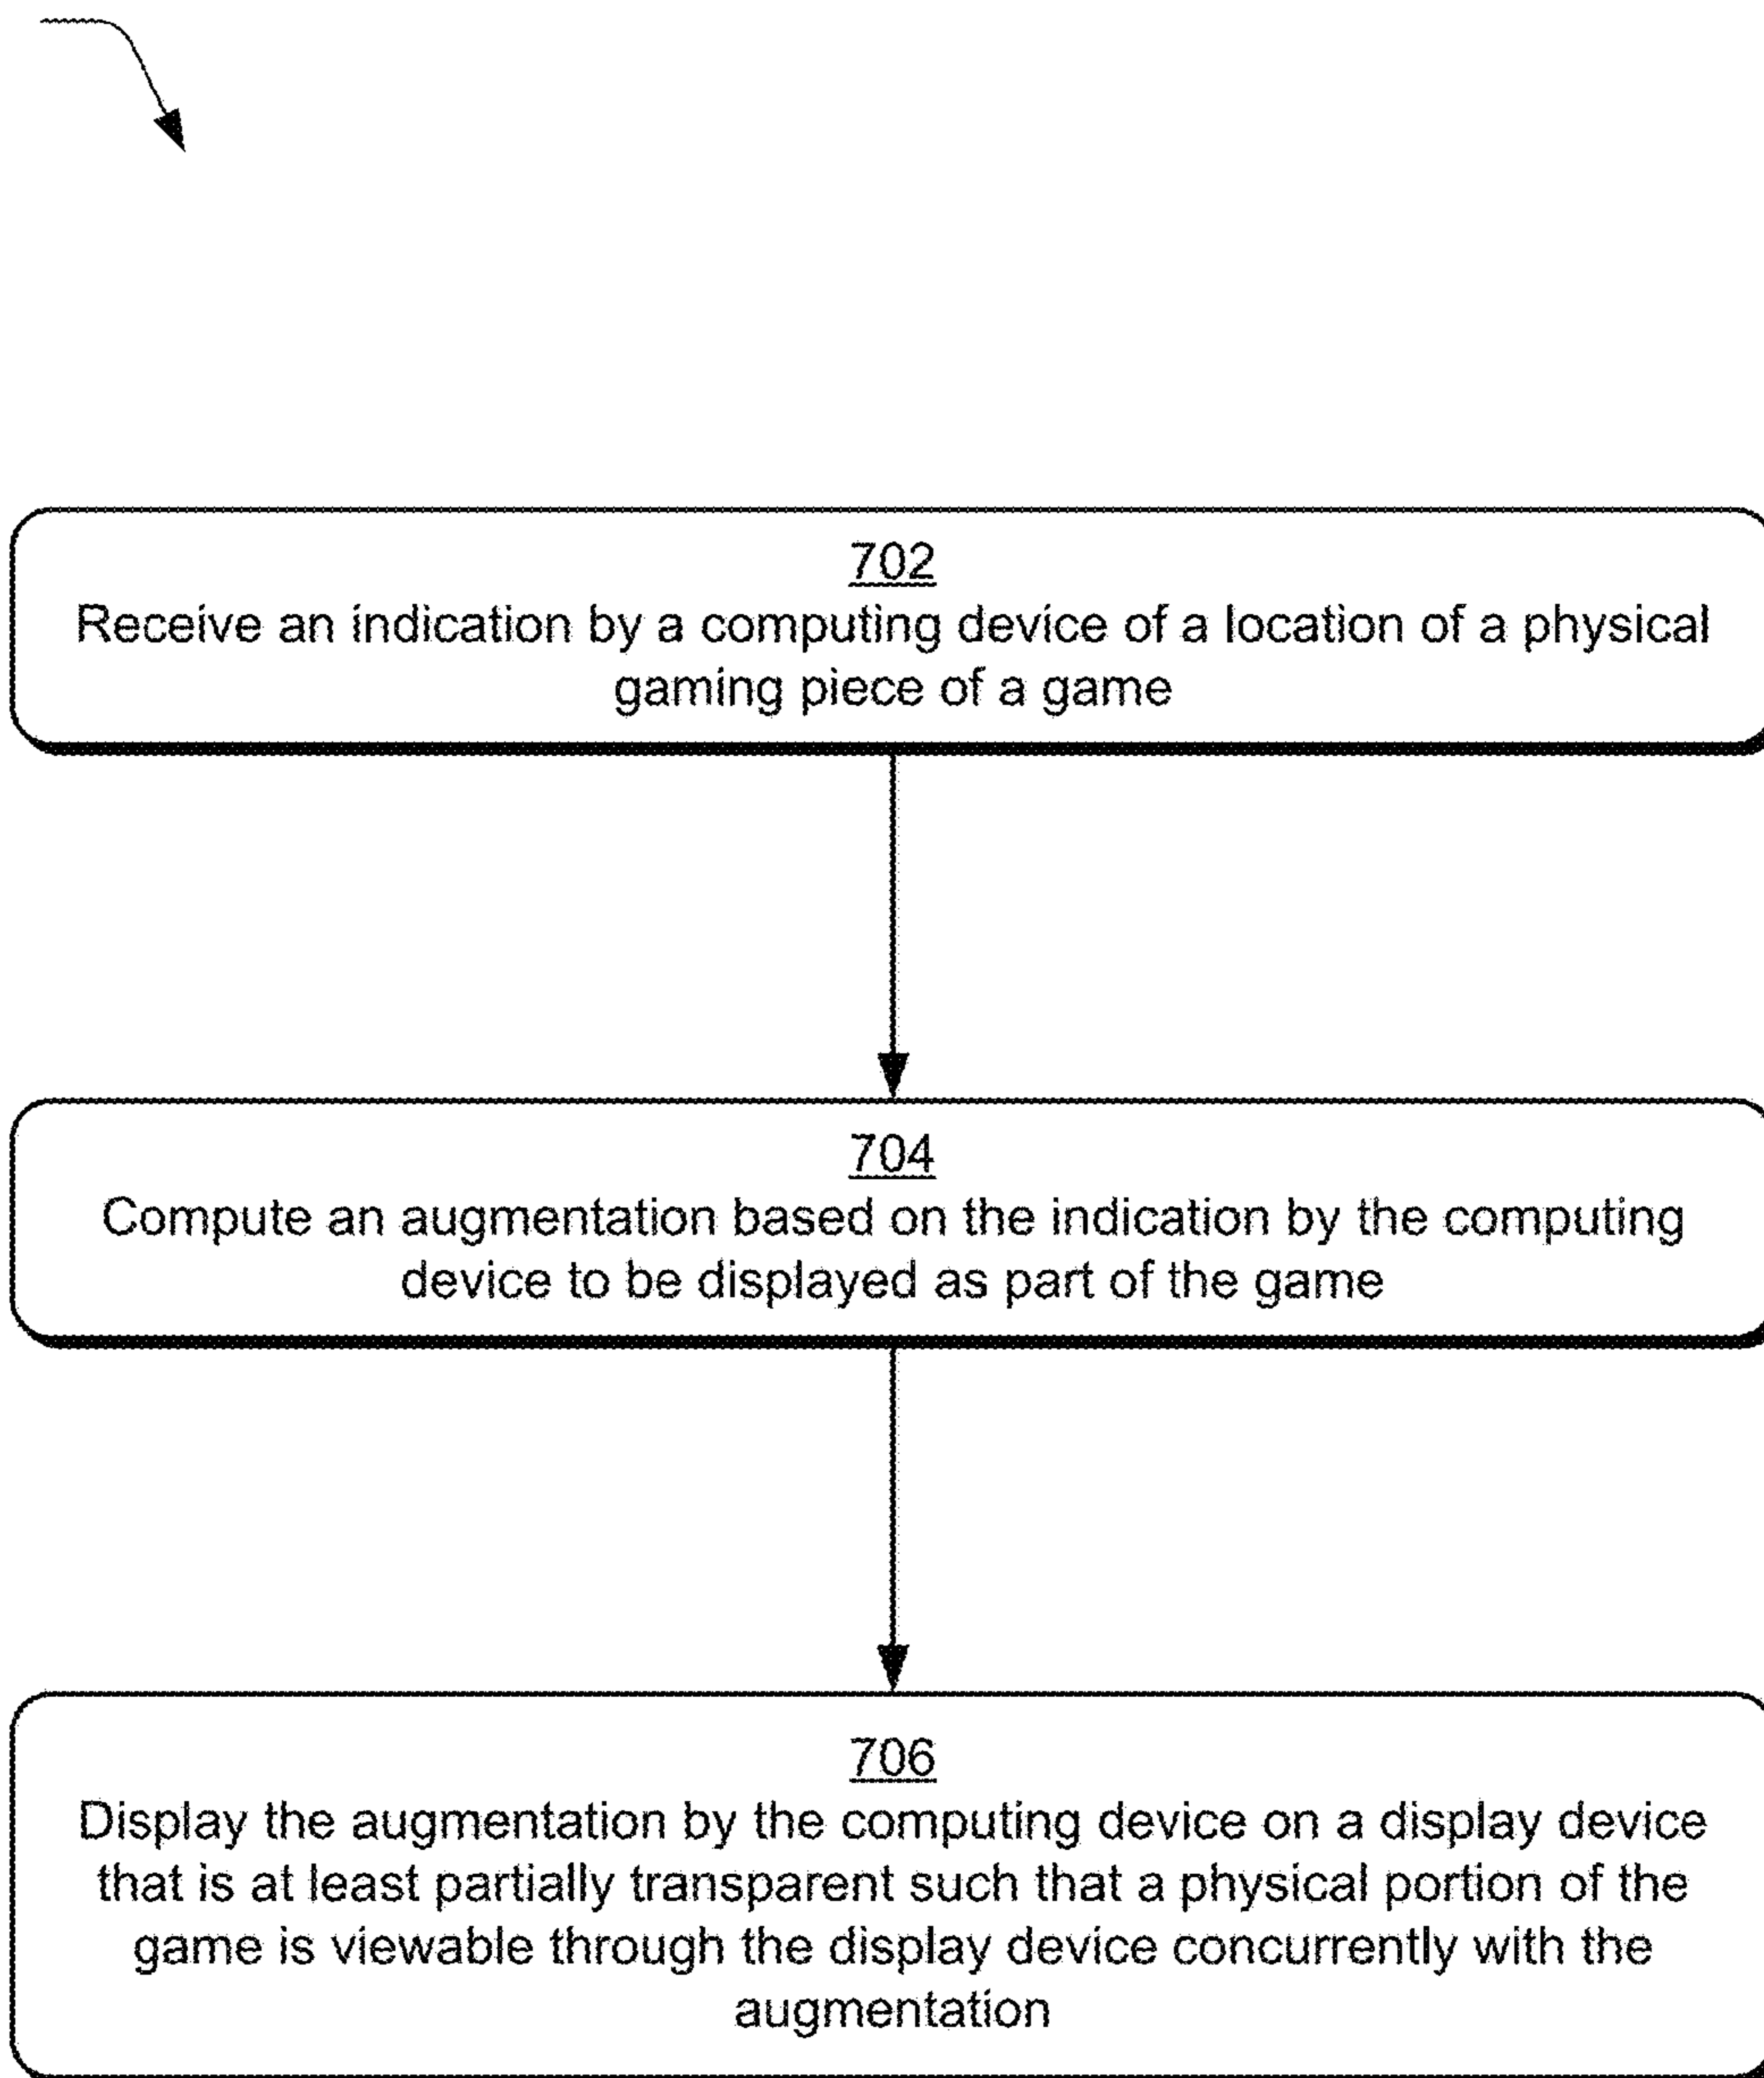 702
Receive an indication by a computing device of a location of a physical
gaming piece of a game
704
Compute an augmentation based on the indication by the computing
device to be displayed as part of the game
706
Display the augmentation by the computing device on a display device
that is at least partially transparent such that a physical portion of the
game is viewable through the display device concurrently with the
augmentation